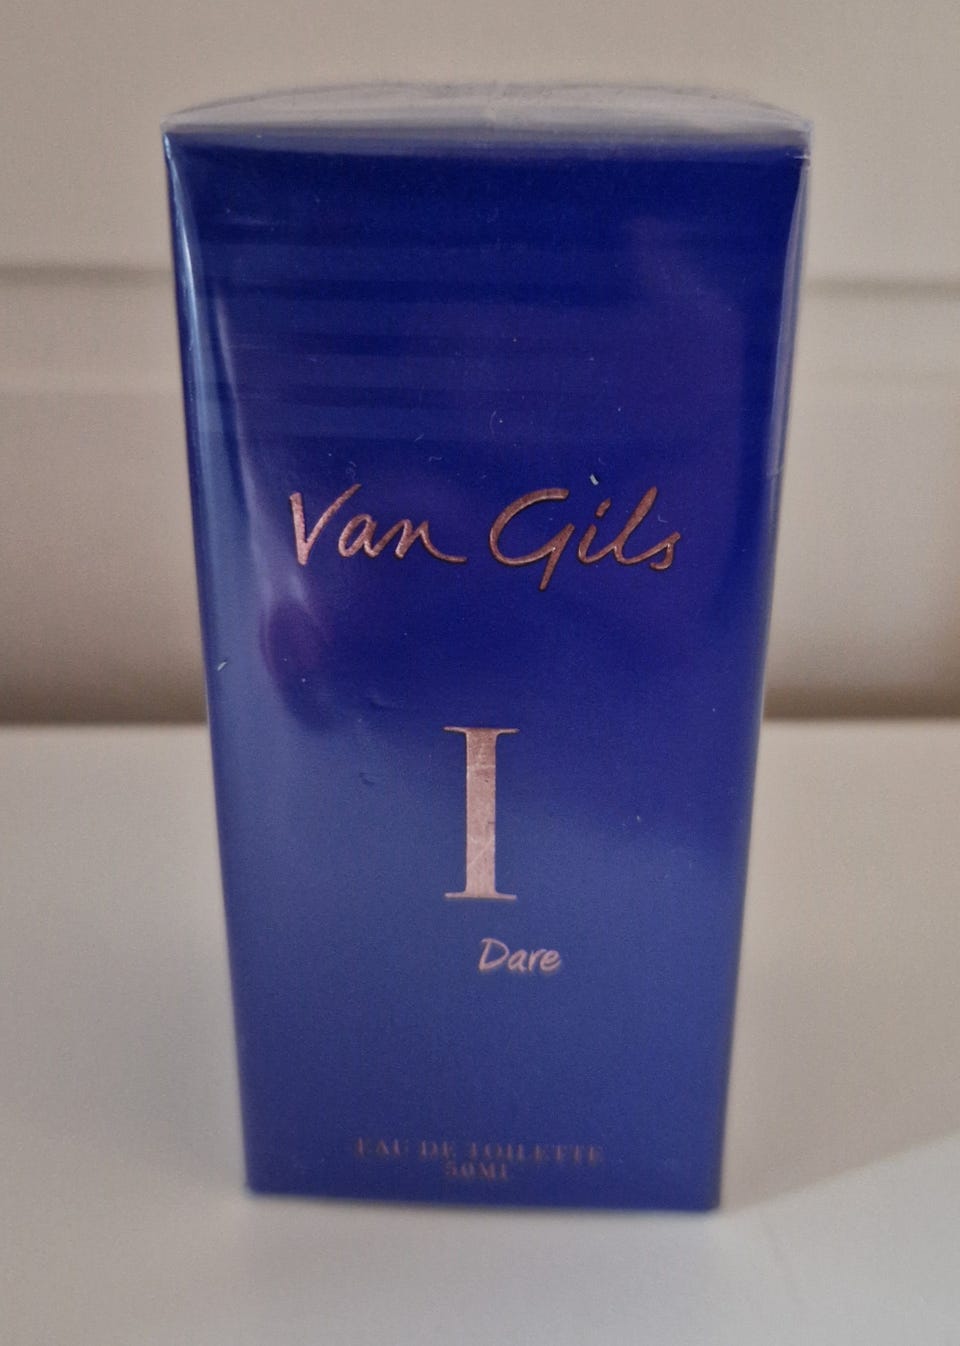 Van Gils
I
Dare
EAU DE TOILETTE
50ML